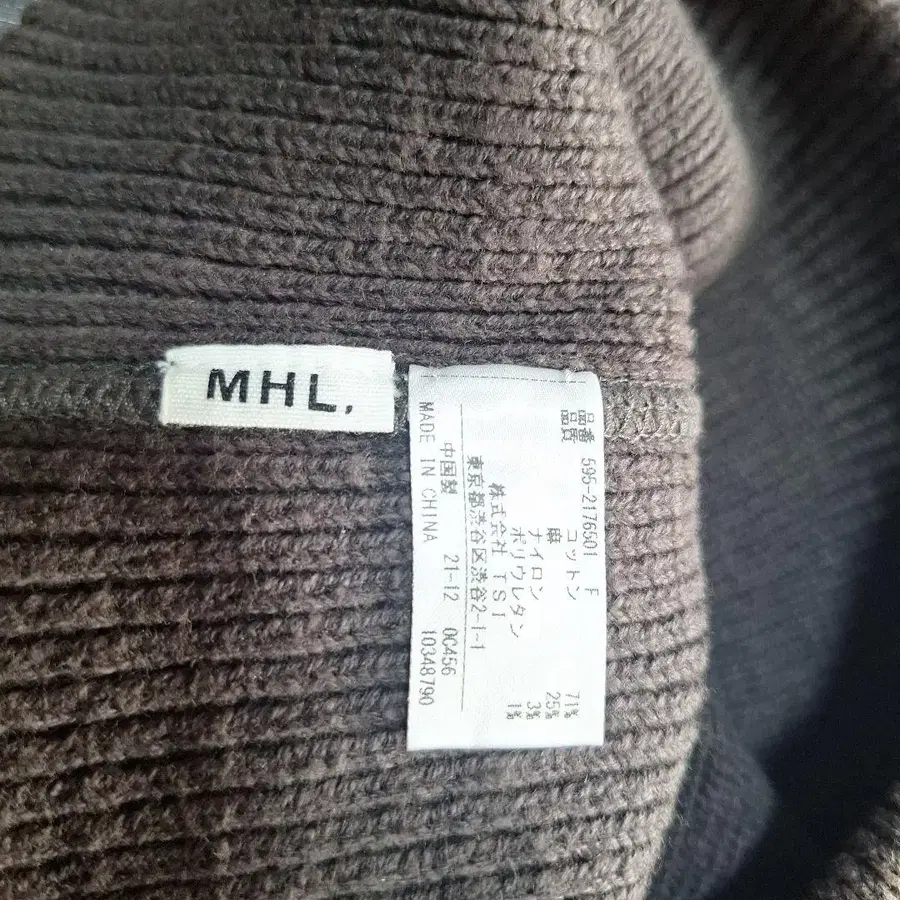 MHL.
品番 595-2176501 F
品質
コットン 71%
麻 25%
ナイロン 3%
ポリウレタン 1%
株式会社 TSI
東京都渋谷区渋谷2-1-1
中国製 21-12 0C456
MADE IN CHINA 10348790